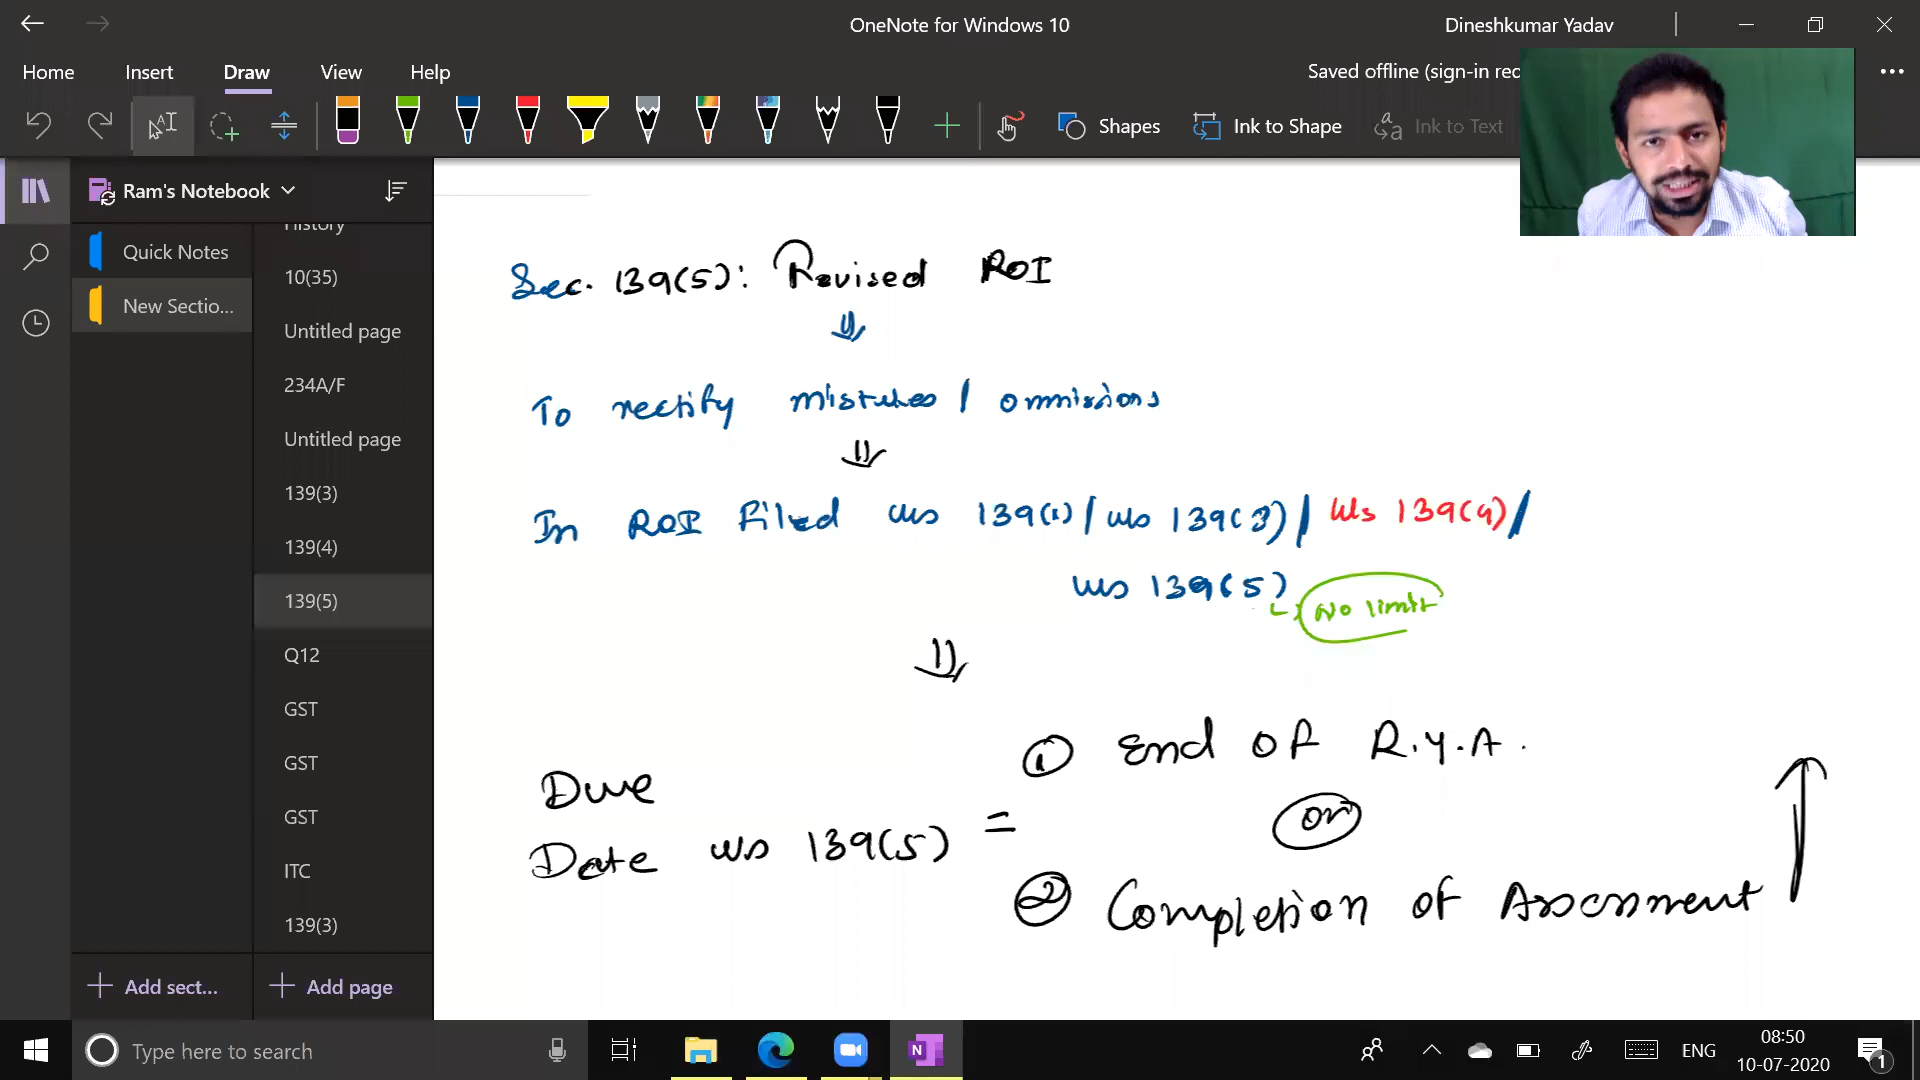 OneNote for Windows 10
Dineshkumar Yadav
Home Insert Draw View Help
Saved offline (sign-in rec
Shapes Ink to Shape Ink to Text
Ram's Notebook
Quick Notes
New Sectio...
History
10(35)
Untitled page
234A/F
Untitled page
139(3)
139(4)
139(5)
Q12
GST
GST
GST
ITC
139(3)
Add sect...
Add page
Sec. 139(5): Revised ROI
To rectify mistakes / ommissions
In ROI Filed u/s 139(1) / u/s 139(3) / u/s 139(4) /
u/s 139(5)
No limit
① End OF R.Y.A.
Due
or
Date u/s 139(5) =
② Completion of Assessment
Type here to search
ENG
08:50
10-07-2020
1